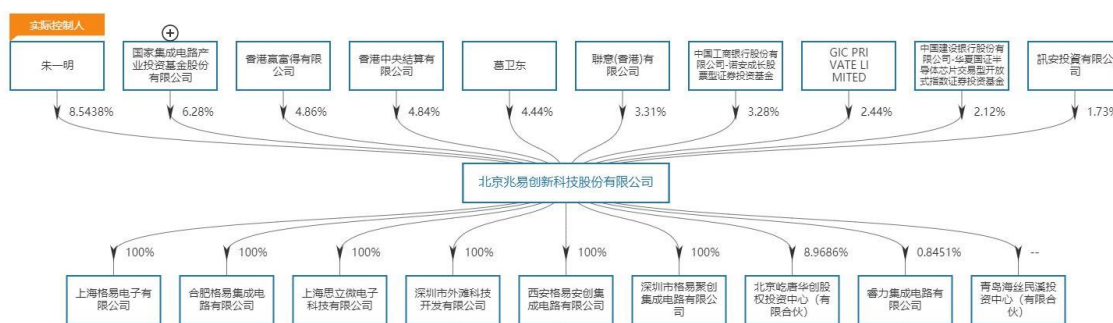 实际控制人
朱一明
国家集成电路产
业投资基金股份
有限公司
香港赢富得有限
公司
香港中央结算有
限公司
葛卫东
聯意(香港)有
限公司
中国工商银行股份有
限公司-诺安成长股
票型证券投资基金
GIC PRI
VATE LI
MITED
中国建设银行股份有
限公司-华夏国证半
导体芯片交易型开放
式指数证券投资基金
訊安投資有限公
司
8.5438%
6.28%
4.86%
4.84%
4.44%
3.31%
3.28%
2.44%
2.12%
1.73%
北京兆易创新科技股份有限公司
100%
100%
100%
100%
100%
100%
8.9686%
0.8451%
--
上海格易电子有
限公司
合肥格易集成电
路有限公司
上海思立微电子
科技有限公司
深圳市外滩科技
开发有限公司
西安格易安创集
成电路有限公司
深圳市格易聚创
集成电路有限公
司
北京屹唐华创股
权投资中心（有
限合伙）
睿力集成电路有
限公司
青岛海丝民溪投
资中心（有限合
伙）